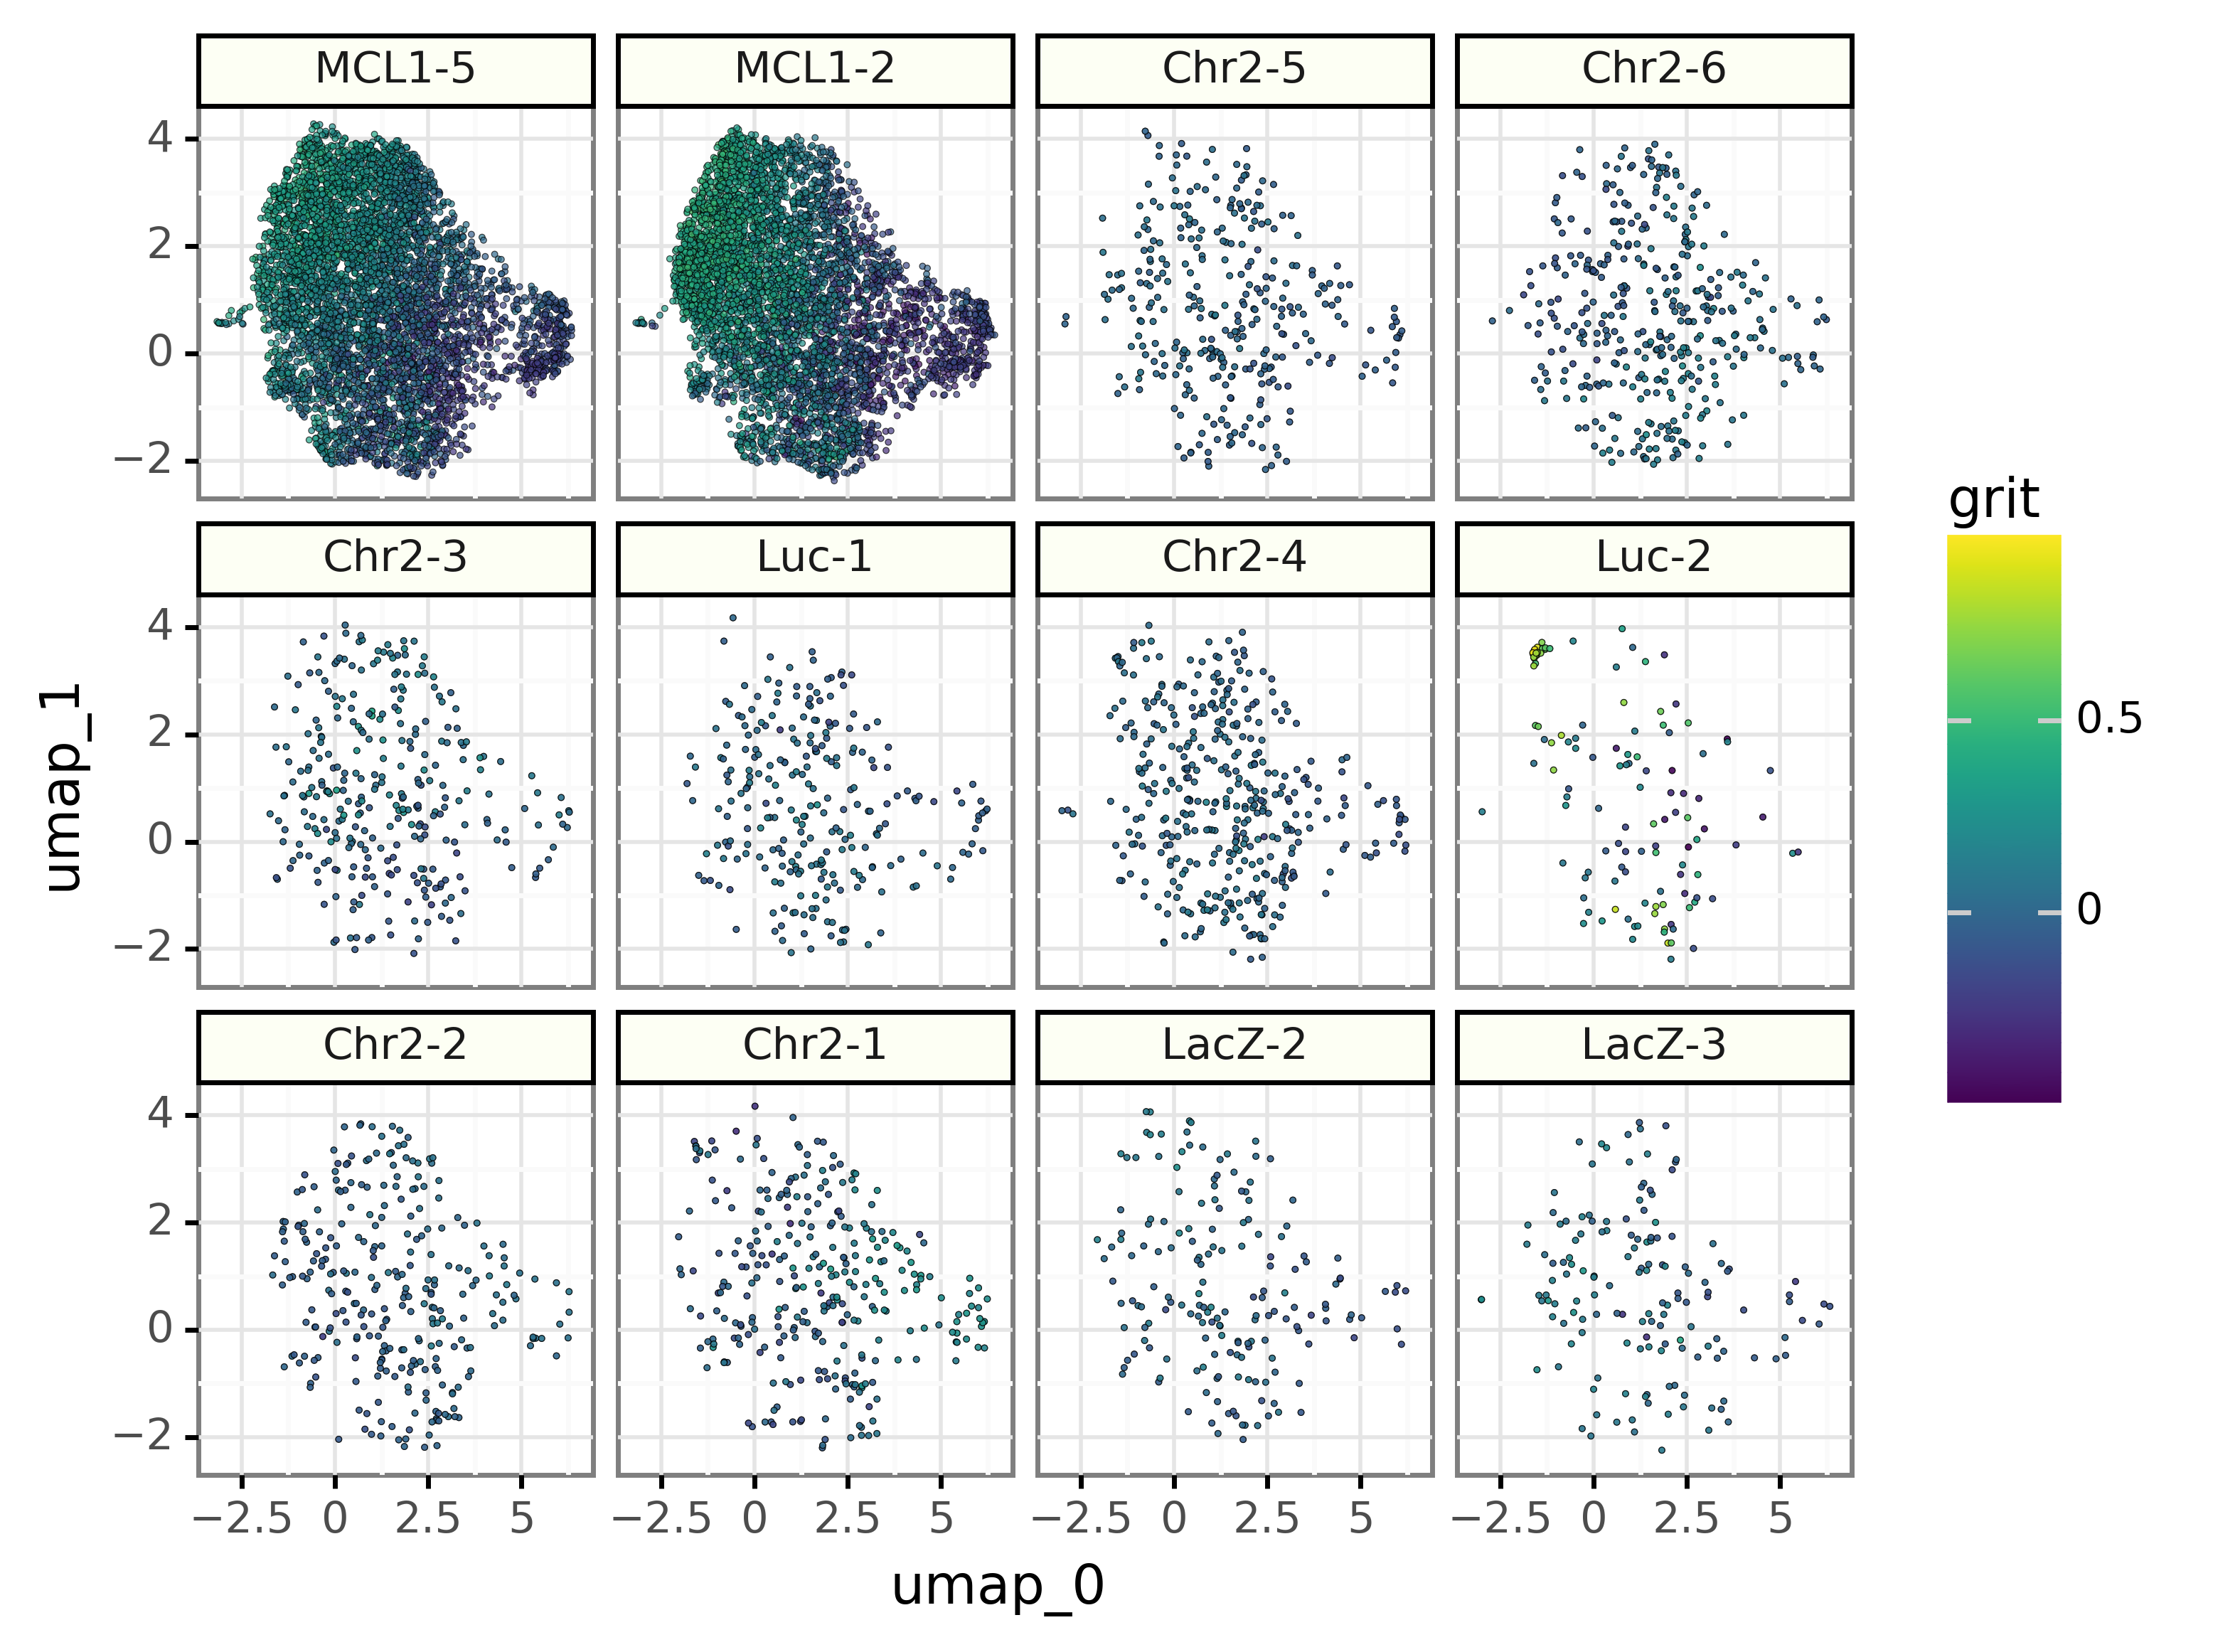 MCL1-5 MCL1-2 Chr2-5 Chr2-6
4
2
0
−2
Chr2-3 Luc-1 Chr2-4 Luc-2
4
2
0
−2
Chr2-2 Chr2-1 LacZ-2 LacZ-3
4
2
0
−2
−2.5 0 2.5 5 −2.5 0 2.5 5 −2.5 0 2.5 5 −2.5 0 2.5 5
umap_0
umap_1
grit
0.5
0